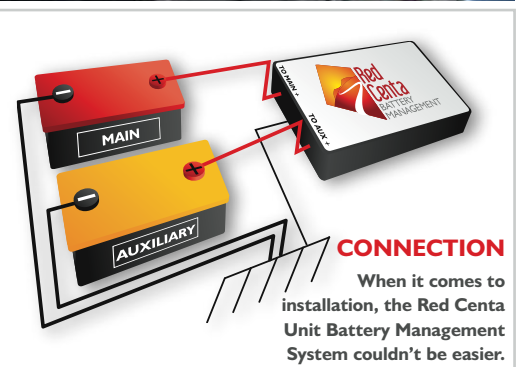 TO MAIN +
Red
Centa
BATTERY
MANAGEMENT
TO AUX +
MAIN
AUXILIARY
CONNECTION
When it comes to
installation, the Red Centa
Unit Battery Management
System couldn't be easier.